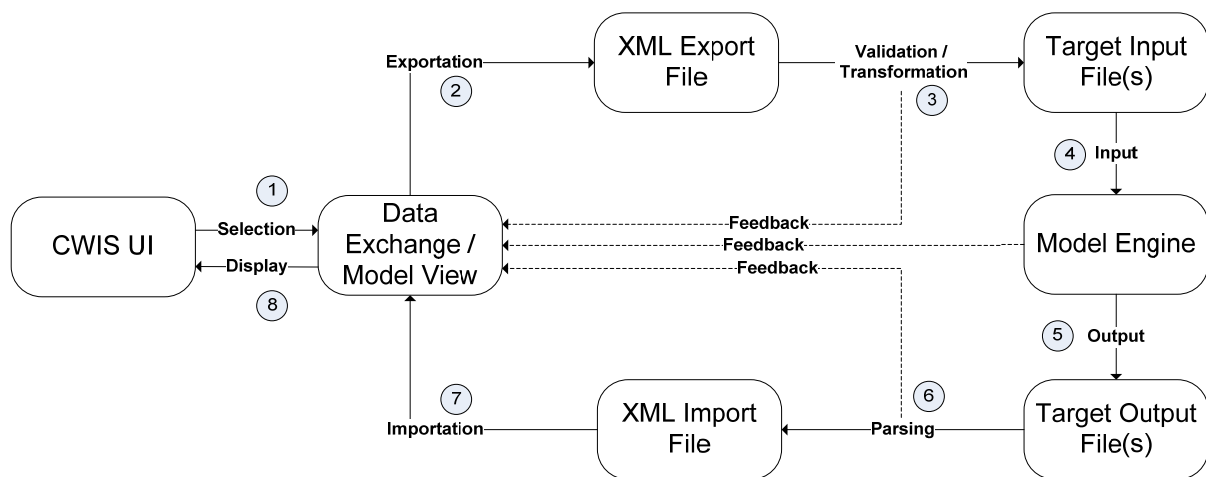 Exportation
2
XML Export
File
Validation /
Transformation
3
Target Input
File(s)
4
Input
1
CWIS UI
Selection
Display
8
Data
Exchange /
Model View
Feedback
Feedback
Feedback
Model Engine
5
Output
7
Importation
XML Import
File
6
Parsing
Target Output
File(s)